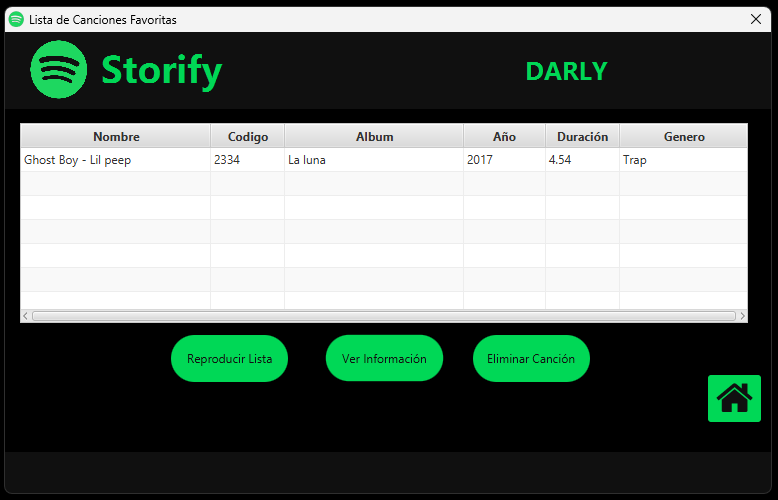 Lista de Canciones Favoritas
Storify
DARLY
Nombre Codigo Album Año Duración Genero
Ghost Boy - Lil peep 2334 La luna 2017 4.54 Trap
Reproducir Lista Ver Información Eliminar Canción